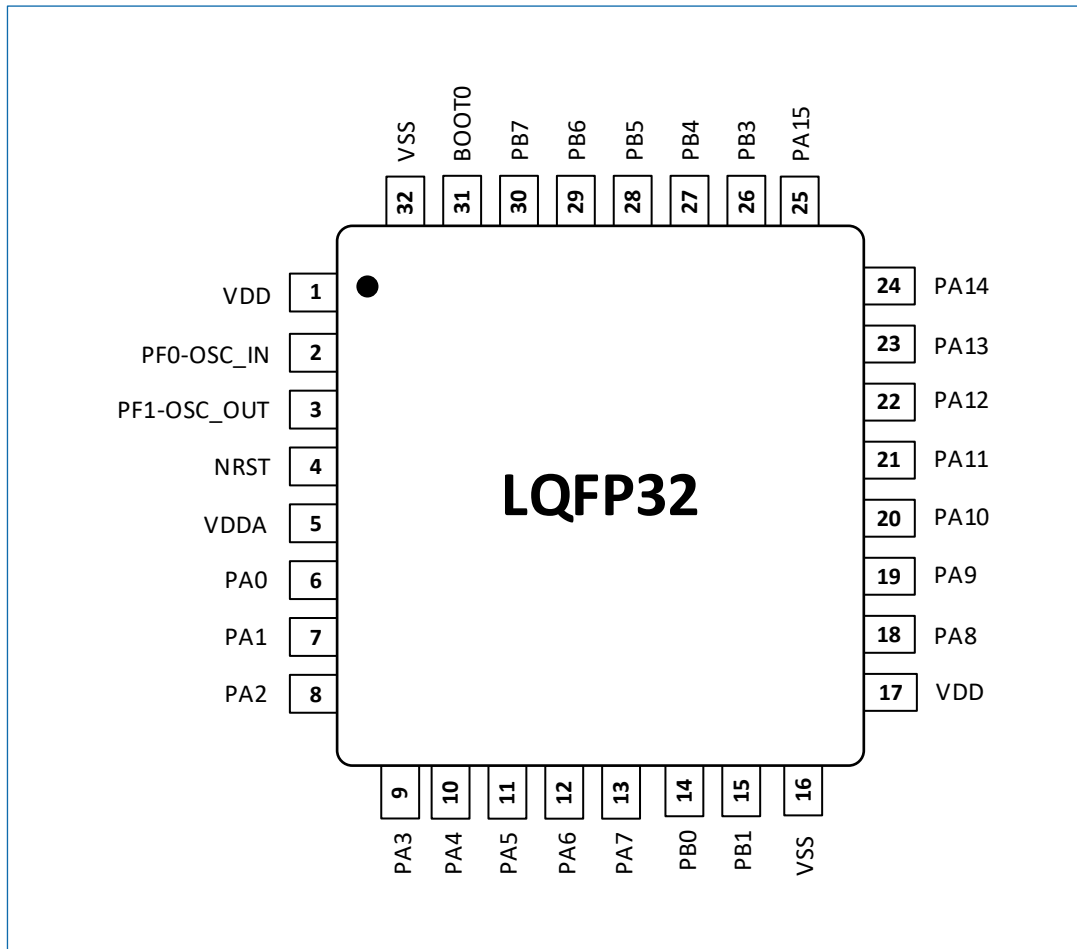 VSS
BOOT0
PB7
PB6
PB5
PB4
PB3
PA15
32
31
30
29
28
27
26
25
VDD 1
PF0-OSC_IN 2
PF1-OSC_OUT 3
NRST 4
VDDA 5
PA0 6
PA1 7
PA2 8
LQFP32
24 PA14
23 PA13
22 PA12
21 PA11
20 PA10
19 PA9
18 PA8
17 VDD
9
10
11
12
13
14
15
16
PA3
PA4
PA5
PA6
PA7
PB0
PB1
VSS